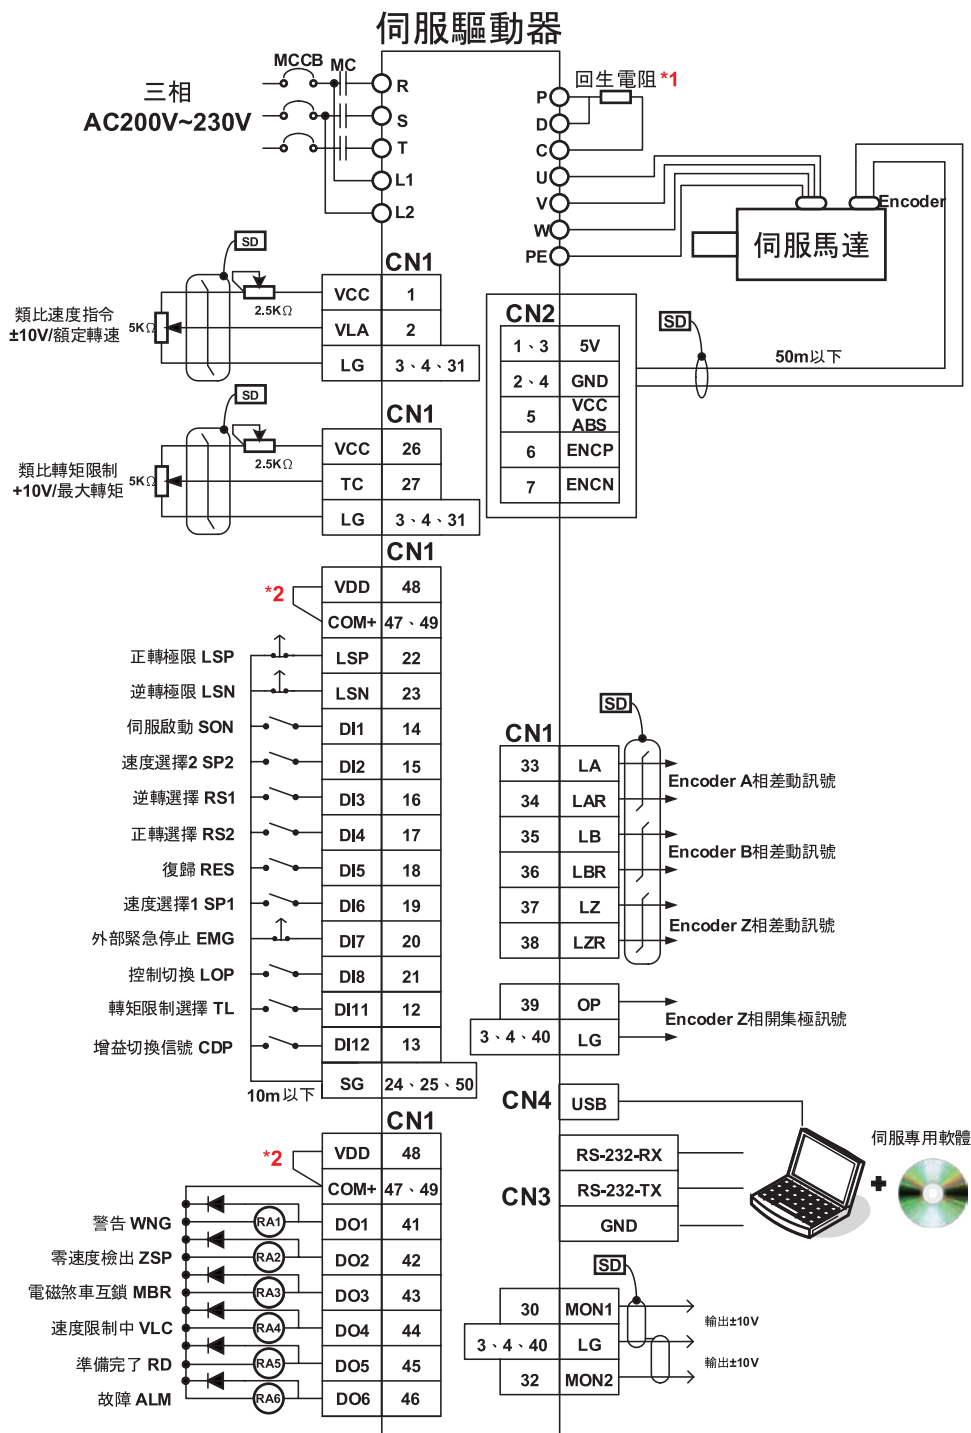 伺服驅動器
MCCB MC
三相
AC200V~230V
R
S
T
L1
L2
回生電阻 *1
P
D
C
U
V
W
PE
Encoder
伺服馬達
SD
CN1
類比速度指令
±10V/額定轉速
5KΩ
2.5KΩ
VCC 1
VLA 2
LG 3、4、31
CN2
1、3 5V
2、4 GND
5 VCC ABS
6 ENCP
7 ENCN
SD
50m以下
SD
CN1
類比轉矩限制
+10V/最大轉矩
5KΩ
2.5KΩ
VCC 26
TC 27
LG 3、4、31
CN1
*2
VDD 48
COM+ 47、49
正轉極限 LSP LSP 22
逆轉極限 LSN LSN 23
伺服啟動 SON DI1 14
速度選擇2 SP2 DI2 15
逆轉選擇 RS1 DI3 16
正轉選擇 RS2 DI4 17
復歸 RES DI5 18
速度選擇1 SP1 DI6 19
外部緊急停止 EMG DI7 20
控制切換 LOP DI8 21
轉矩限制選擇 TL DI11 12
增益切換信號 CDP DI12 13
10m以下 SG 24、25、50
SD
CN1
33 LA
34 LAR
Encoder A相差動訊號
35 LB
36 LBR
Encoder B相差動訊號
37 LZ
38 LZR
Encoder Z相差動訊號
39 OP
3、4、40 LG
Encoder Z相開集極訊號
CN4 USB
CN3
RS-232-RX
RS-232-TX
GND
伺服專用軟體
CN1
*2
VDD 48
COM+ 47、49
警告 WNG RA1 DO1 41
零速度檢出 ZSP RA2 DO2 42
電磁煞車互鎖 MBR RA3 DO3 43
速度限制中 VLC RA4 DO4 44
準備完了 RD RA5 DO5 45
故障 ALM RA6 DO6 46
SD
30 MON1
輸出±10V
3、4、40 LG
輸出±10V
32 MON2